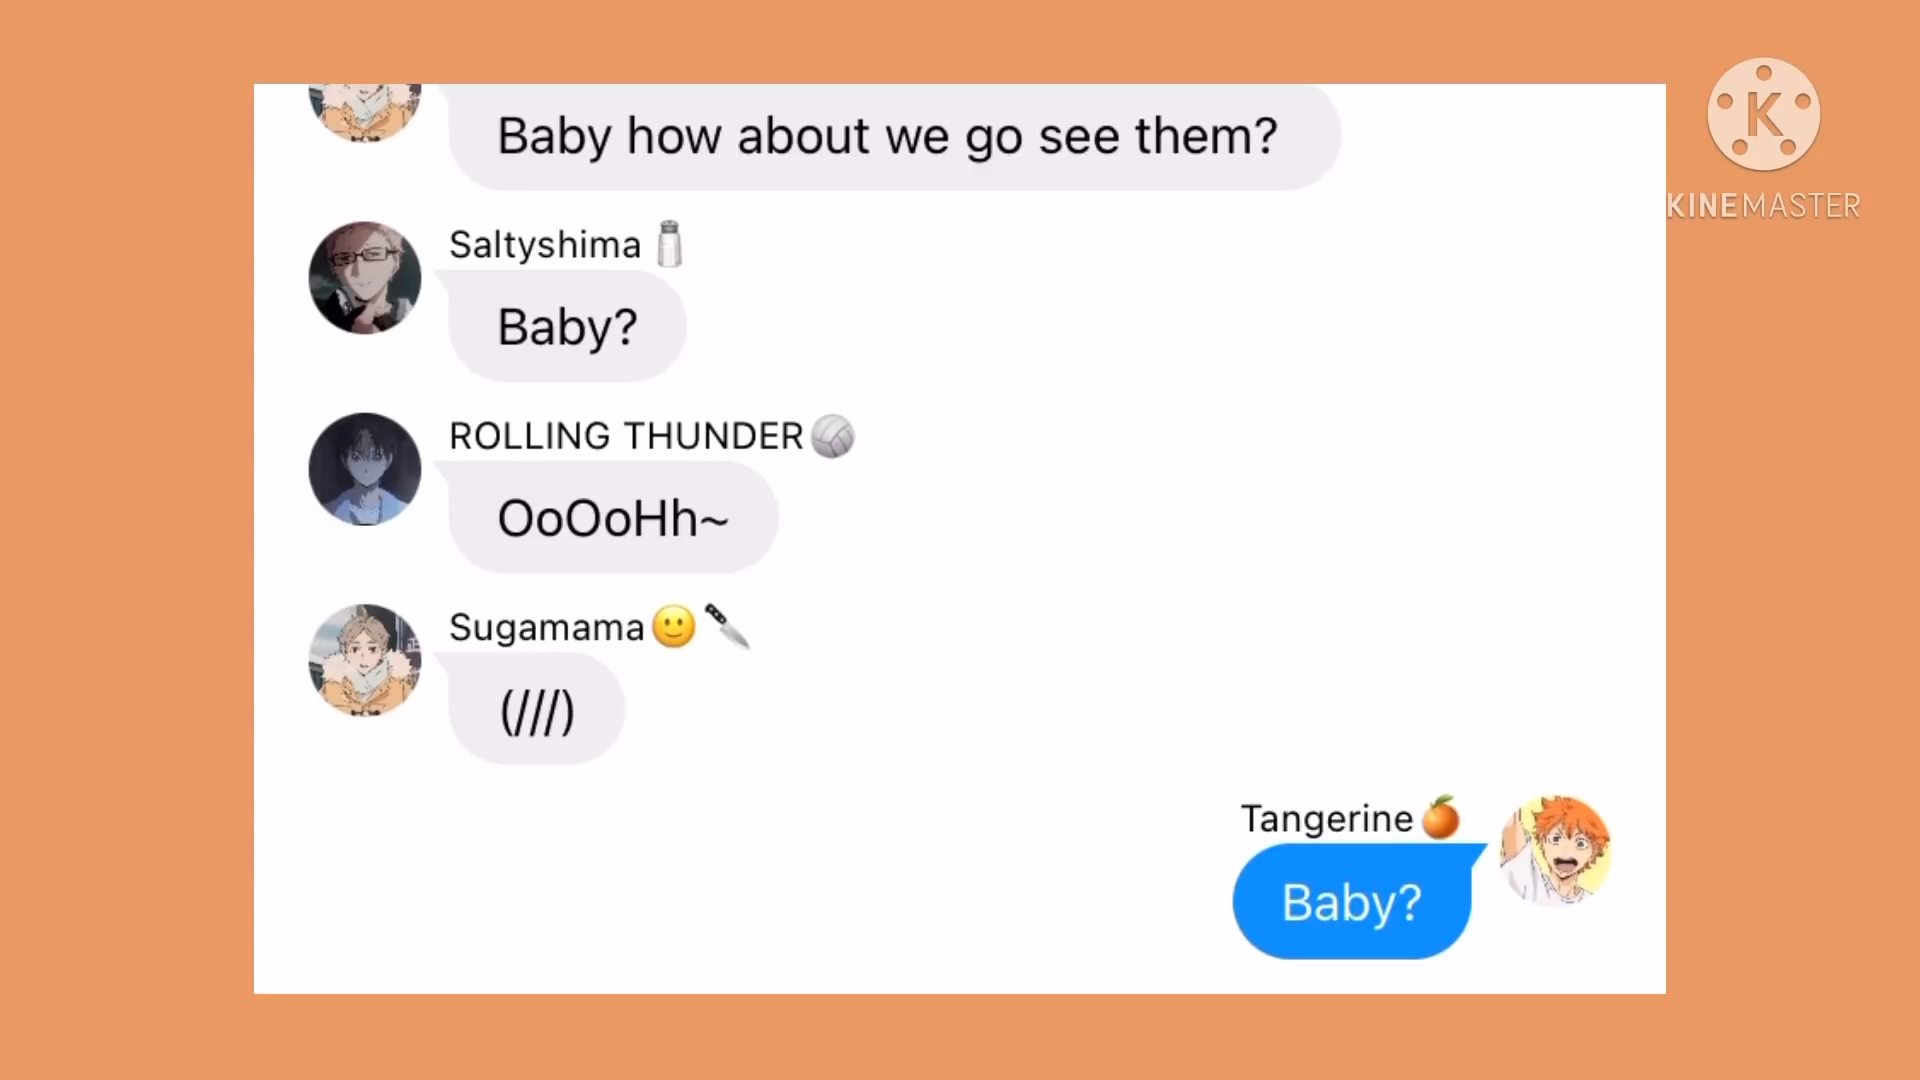 Baby how about we go see them?
Saltyshima🧂
Baby?
ROLLING THUNDER🏐
OoOoHh~
Sugamama🙂🔪
(///)
Tangerine🍊
Baby?
K
KINEMASTER